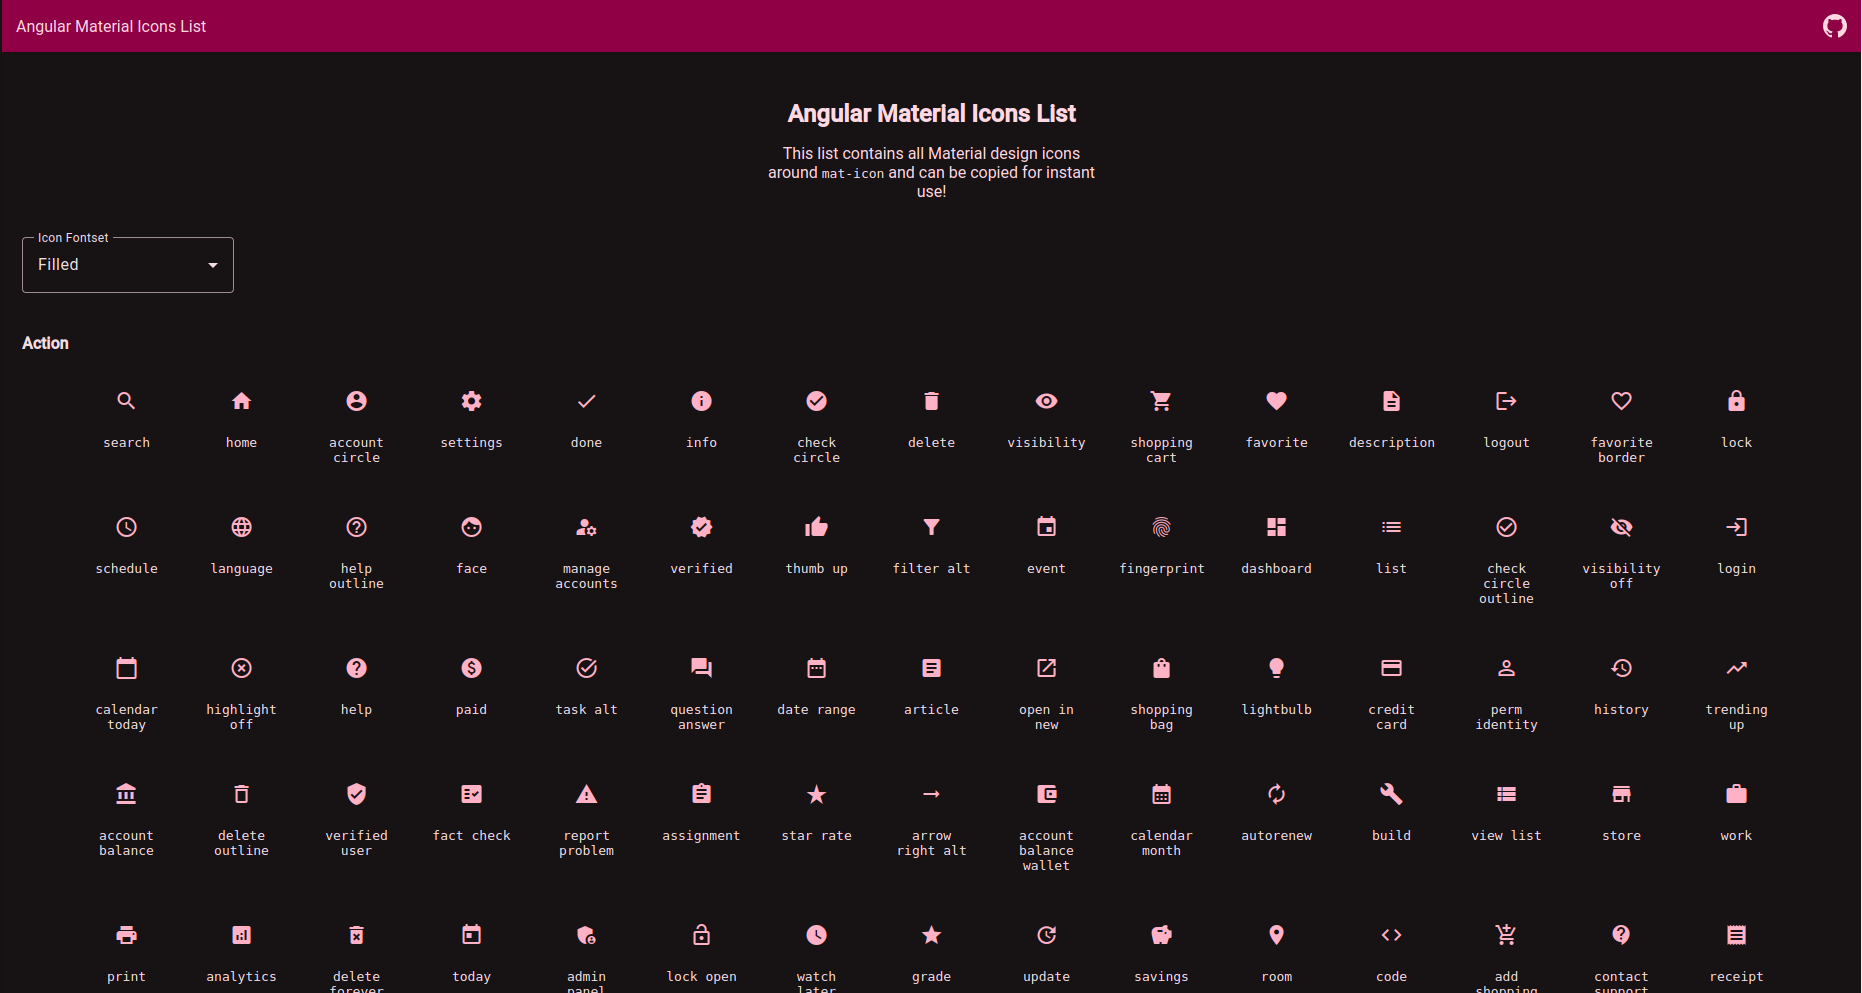 Angular Material Icons List
Angular Material Icons List
This list contains all Material design icons
around mat-icon and can be copied for instant
use!
Icon Fontset
Filled
Action
search home account settings done info check delete visibility shopping favorite description logout favorite lock
circle circle cart border
schedule language help face manage verified thumb up filter alt event fingerprint dashboard list check visibility login
outline accounts circle off
outline
calendar highlight help paid task alt question date range article open in shopping lightbulb credit perm history trending
today off answer new bag card identity up
account delete verified fact check report assignment star rate arrow account calendar autorenew build view list store work
balance outline user problem right alt balance month
wallet
print analytics delete today admin lock open watch grade update savings room code add contact receipt
forever panel later shopping support